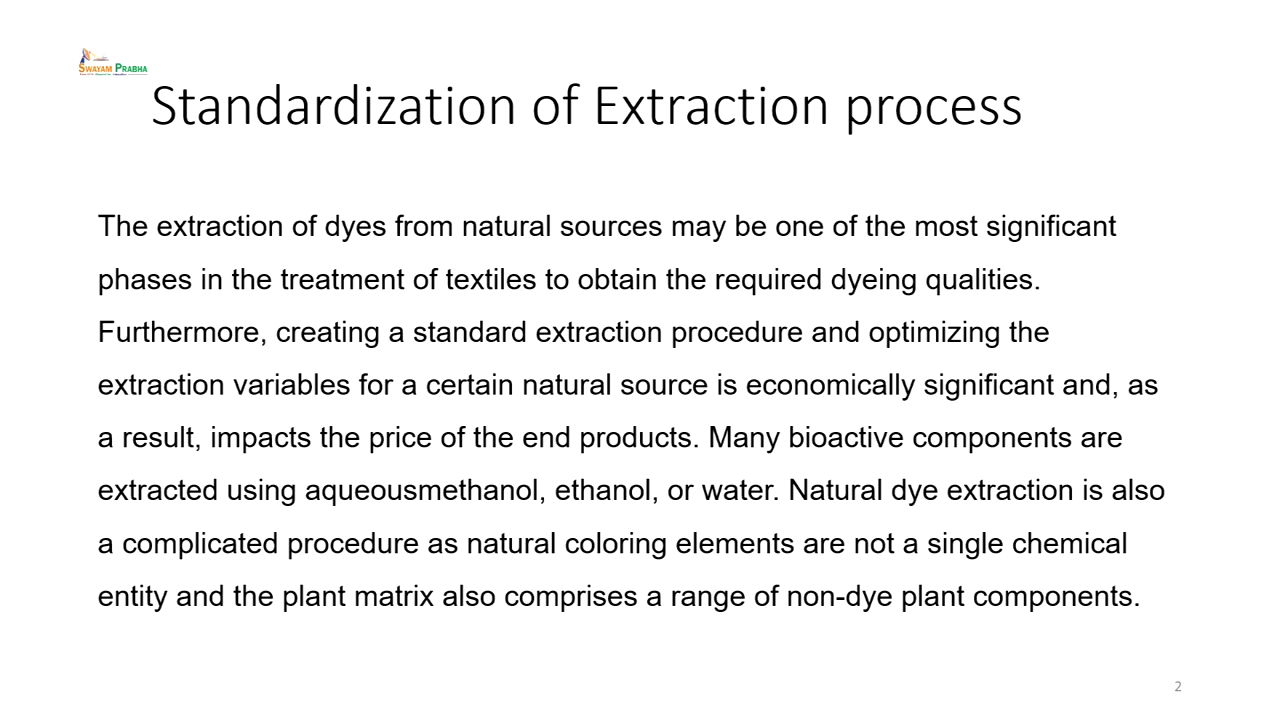 SWAYAM PRABHA
Standardization of Extraction process
The extraction of dyes from natural sources may be one of the most significant
phases in the treatment of textiles to obtain the required dyeing qualities.
Furthermore, creating a standard extraction procedure and optimizing the
extraction variables for a certain natural source is economically significant and, as
a result, impacts the price of the end products. Many bioactive components are
extracted using aqueousmethanol, ethanol, or water. Natural dye extraction is also
a complicated procedure as natural coloring elements are not a single chemical
entity and the plant matrix also comprises a range of non-dye plant components.
2